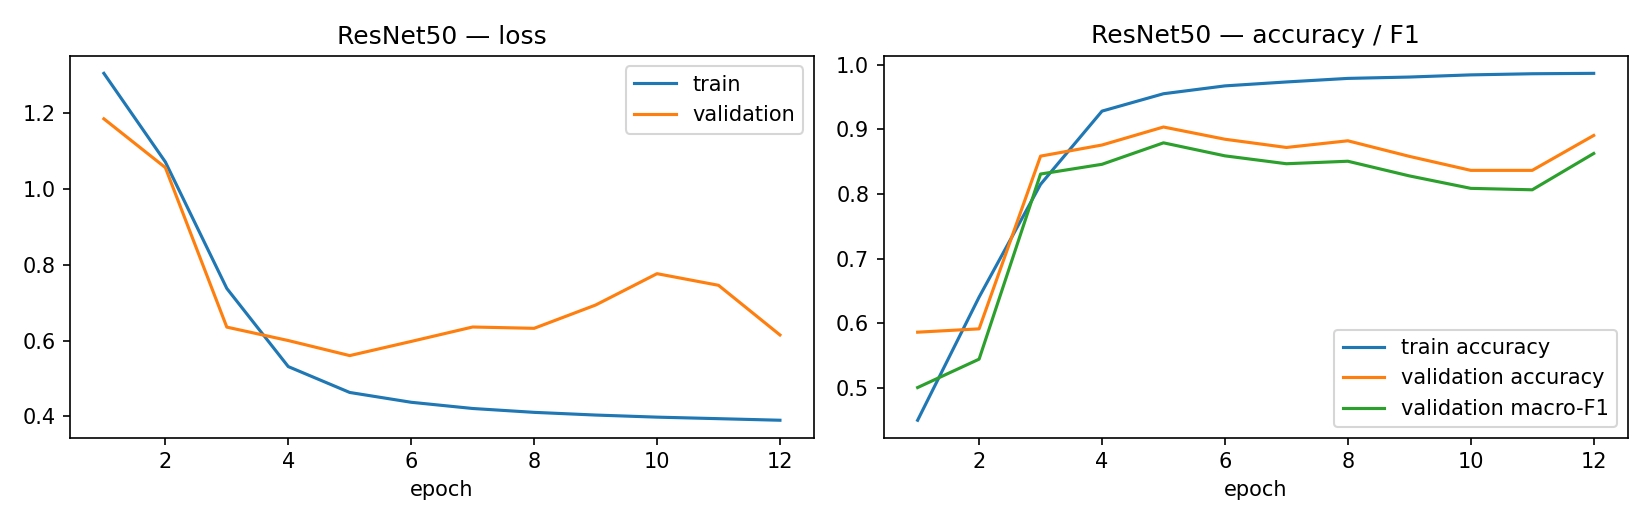 ResNet50 — loss
1.2
1.0
0.8
0.6
0.4
2 4 6 8 10 12
epoch
train
validation
ResNet50 — accuracy / F1
1.0
0.9
0.8
0.7
0.6
0.5
2 4 6 8 10 12
epoch
train accuracy
validation accuracy
validation macro-F1